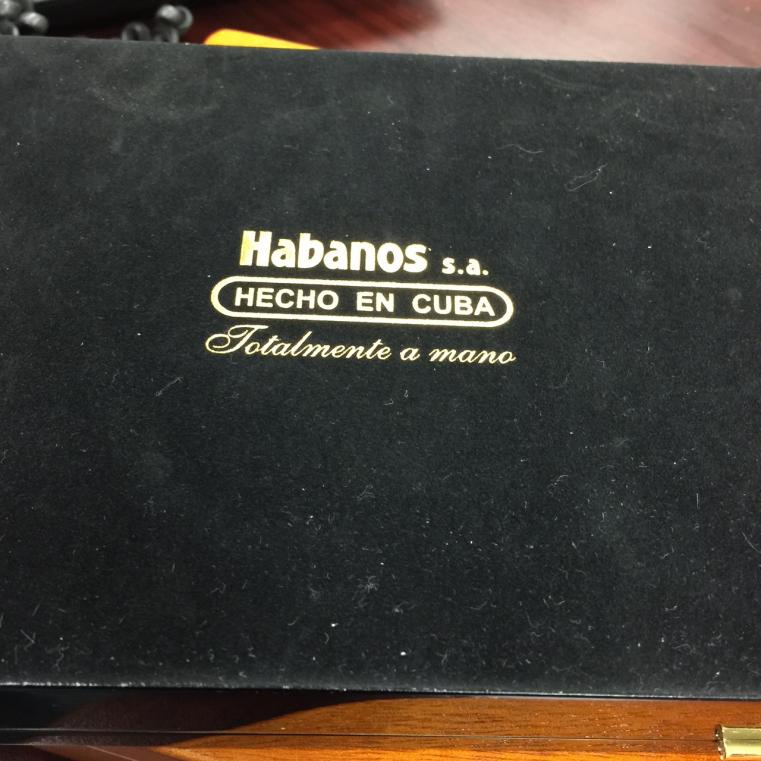 Habanos s.a.
HECHO EN CUBA
Totalmente a mano